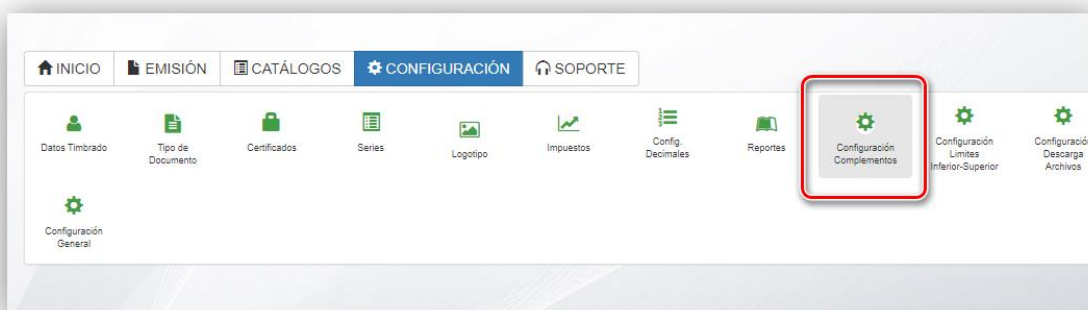 INICIO EMISIÓN CATÁLOGOS CONFIGURACIÓN SOPORTE
Datos Timbrado
Tipo de
Documento
Certificados
Series
Logotipo
Impuestos
Config.
Decimales
Reportes
Configuración
Complementos
Configuración
Limites
Inferior-Superior
Configuració
Descarga
Archivos
Configuración
General